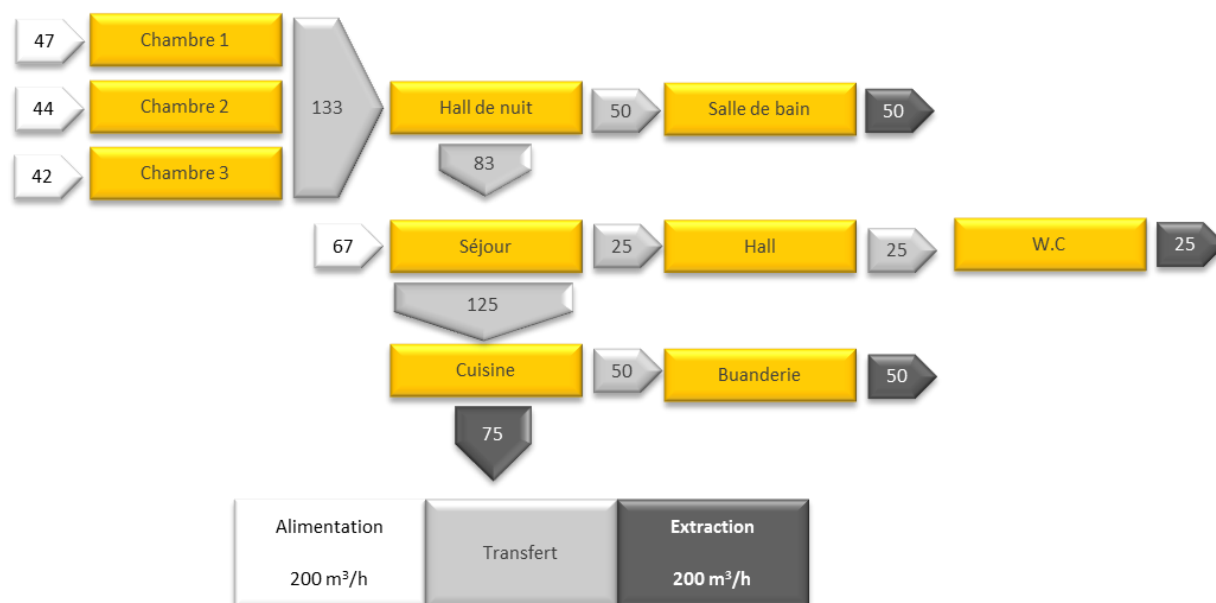 47
Chambre 1
44
Chambre 2
133
Hall de nuit
50
Salle de bain
50
42
Chambre 3
83
67
Séjour
25
Hall
25
W.C
25
125
Cuisine
50
Buanderie
50
75
Alimentation
200 m³/h
Transfert
Extraction
200 m³/h